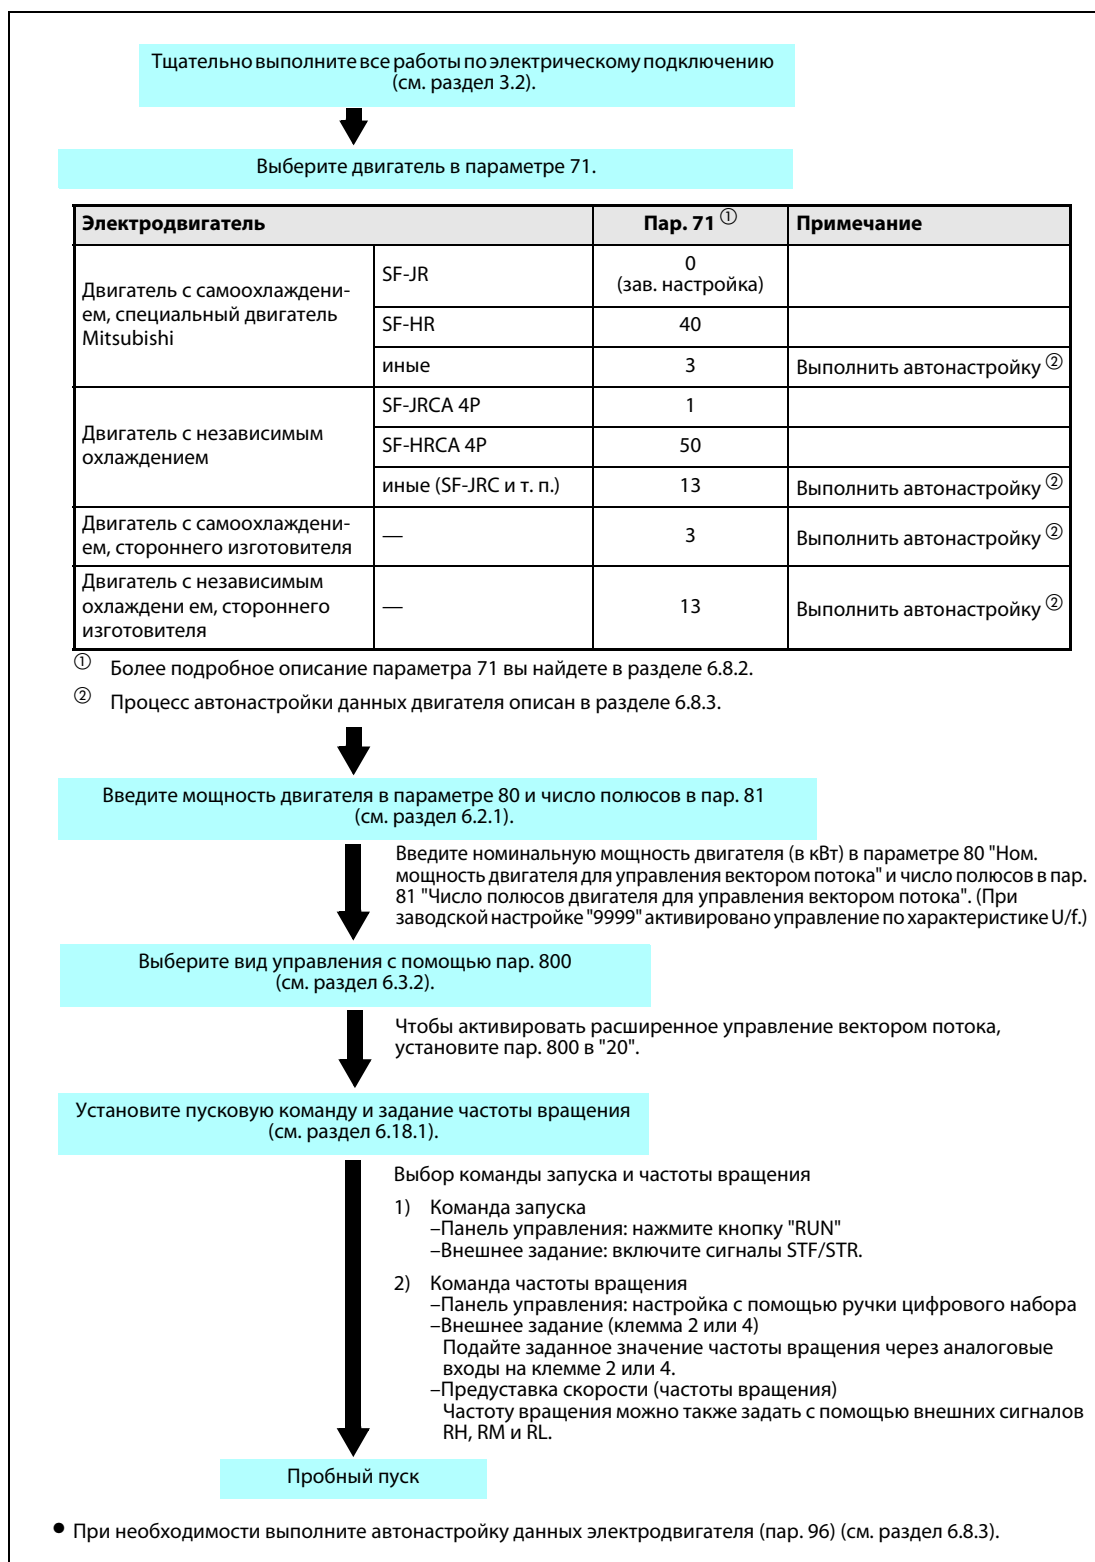 Тщательно выполните все работы по электрическому подключению
(см. раздел 3.2).
Выберите двигатель в параметре 71.
Электродвигатель Пар. 71 ① Примечание
Двигатель с самоохлаждени-
ем, специальный двигатель
Mitsubishi
SF-JR 0
(зав. настройка)
SF-HR 40
иные 3 Выполнить автонастройку ②
Двигатель с независимым
охлаждением
SF-JRCA 4P 1
SF-HRCA 4P 50
иные (SF-JRC и т. п.) 13 Выполнить автонастройку ②
Двигатель с самоохлаждени-
ем, стороннего изготовителя
— 3 Выполнить автонастройку ②
Двигатель с независимым
охлаждени ем, стороннего
изготовителя
— 13 Выполнить автонастройку ②
① Более подробное описание параметра 71 вы найдете в разделе 6.8.2.
② Процесс автонастройки данных двигателя описан в разделе 6.8.3.
Введите мощность двигателя в параметре 80 и число полюсов в пар. 81
(см. раздел 6.2.1).
Введите номинальную мощность двигателя (в кВт) в параметре 80 "Ном.
мощность двигателя для управления вектором потока" и число полюсов в пар.
81 "Число полюсов двигателя для управления вектором потока". (При
заводской настройке "9999" активировано управление по характеристике U/f.)
Выберите вид управления с помощью пар. 800
(см. раздел 6.3.2).
Чтобы активировать расширенное управление вектором потока,
установите пар. 800 в "20".
Установите пусковую команду и задание частоты вращения
(см. раздел 6.18.1).
Выбор команды запуска и частоты вращения
1) Команда запуска
–Панель управления: нажмите кнопку "RUN"
–Внешнее задание: включите сигналы STF/STR.
2) Команда частоты вращения
–Панель управления: настройка с помощью ручки цифрового набора
–Внешнее задание (клемма 2 или 4)
Подайте заданное значение частоты вращения через аналоговые
входы на клемме 2 или 4.
–Предуставка скорости (частоты вращения)
Частоту вращения можно также задать с помощью внешних сигналов
RH, RM и RL.
Пробный пуск
● При необходимости выполните автонастройку данных электродвигателя (пар. 96) (см. раздел 6.8.3).